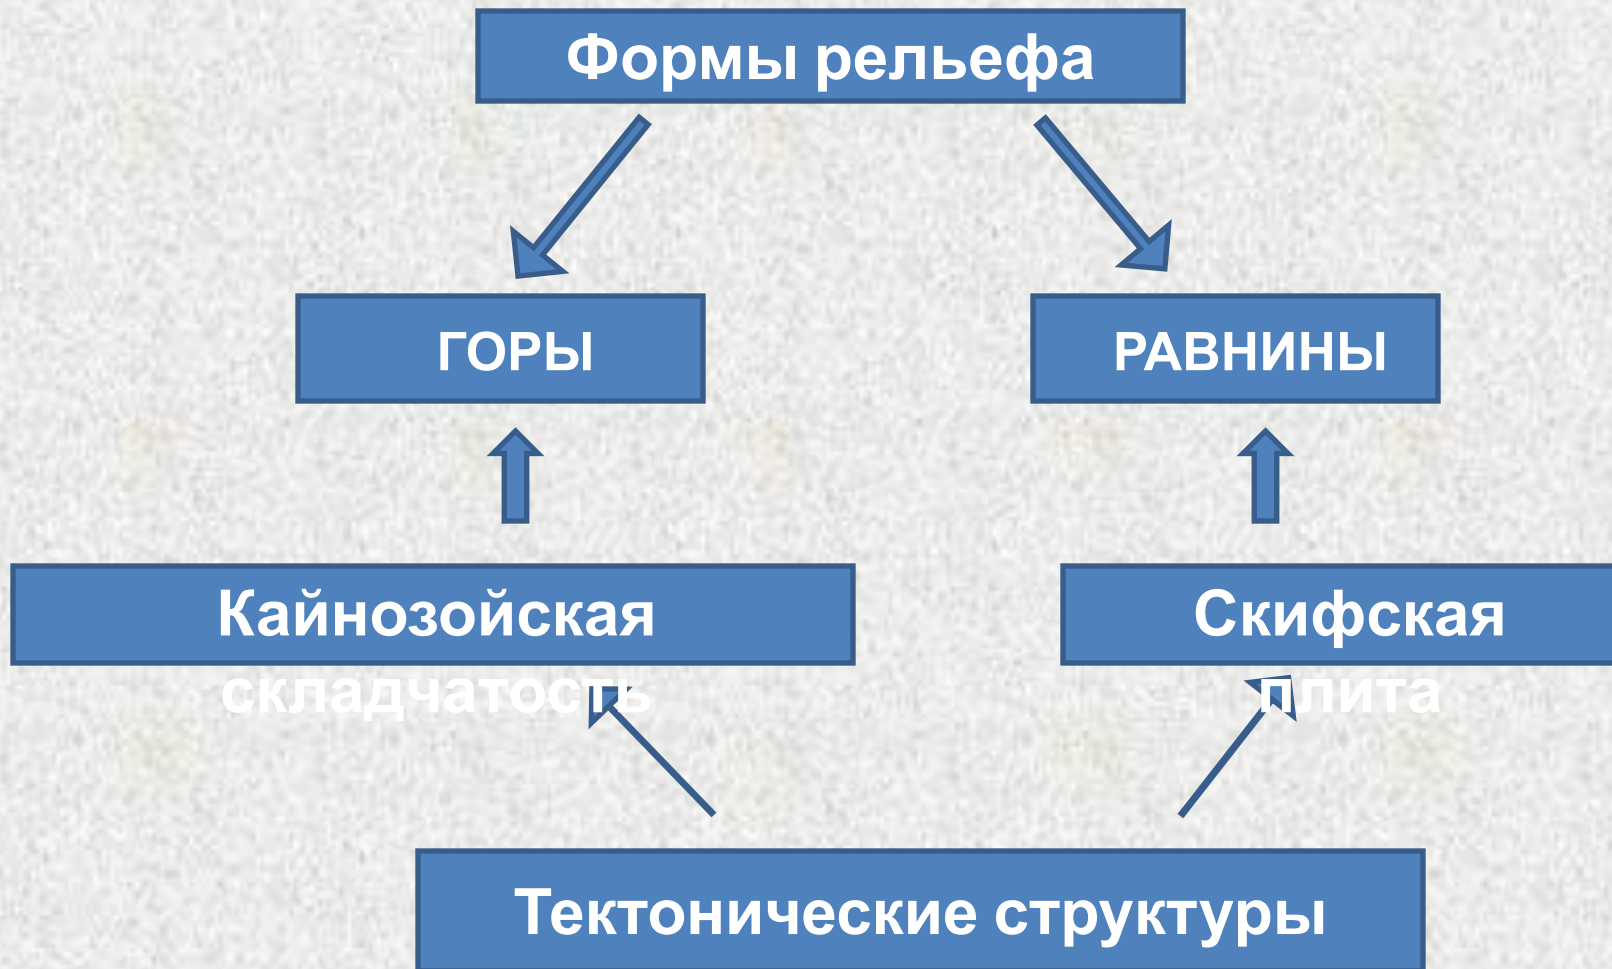 Формы рельефа
ГОРЫ
РАВНИНЫ
Кайнозойская
складчатость
Скифская
плита
Тектонические структуры